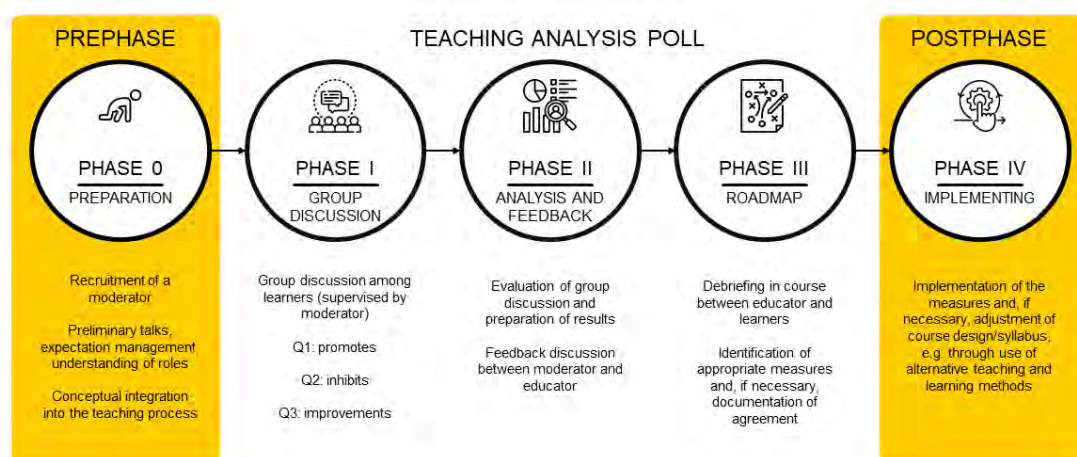 PREPHASE
TEACHING ANALYSIS POLL
POSTPHASE
PHASE 0
PREPARATION
PHASE I
GROUP
DISCUSSION
PHASE II
ANALYSIS AND
FEEDBACK
PHASE III
ROADMAP
PHASE IV
IMPLEMENTING
Recruitment of a
moderator
Preliminary talks,
expectation management
understanding of roles
Conceptual integration
into the teaching process
Group discussion among
learners (supervised by
moderator)
Q1: promotes
Q2: inhibits
Q3: improvements
Evaluation of group
discussion and
preparation of results
Feedback discussion
between moderator and
educator
Debriefing in course
between educator and
learners
Identification of
appropriate measures
and, if necessary,
documentation of
agreement
Implementation of the
measures and, if
necessary, adjustment of
course design/syllabus,
e.g. through use of
alternative teaching and
learning methods